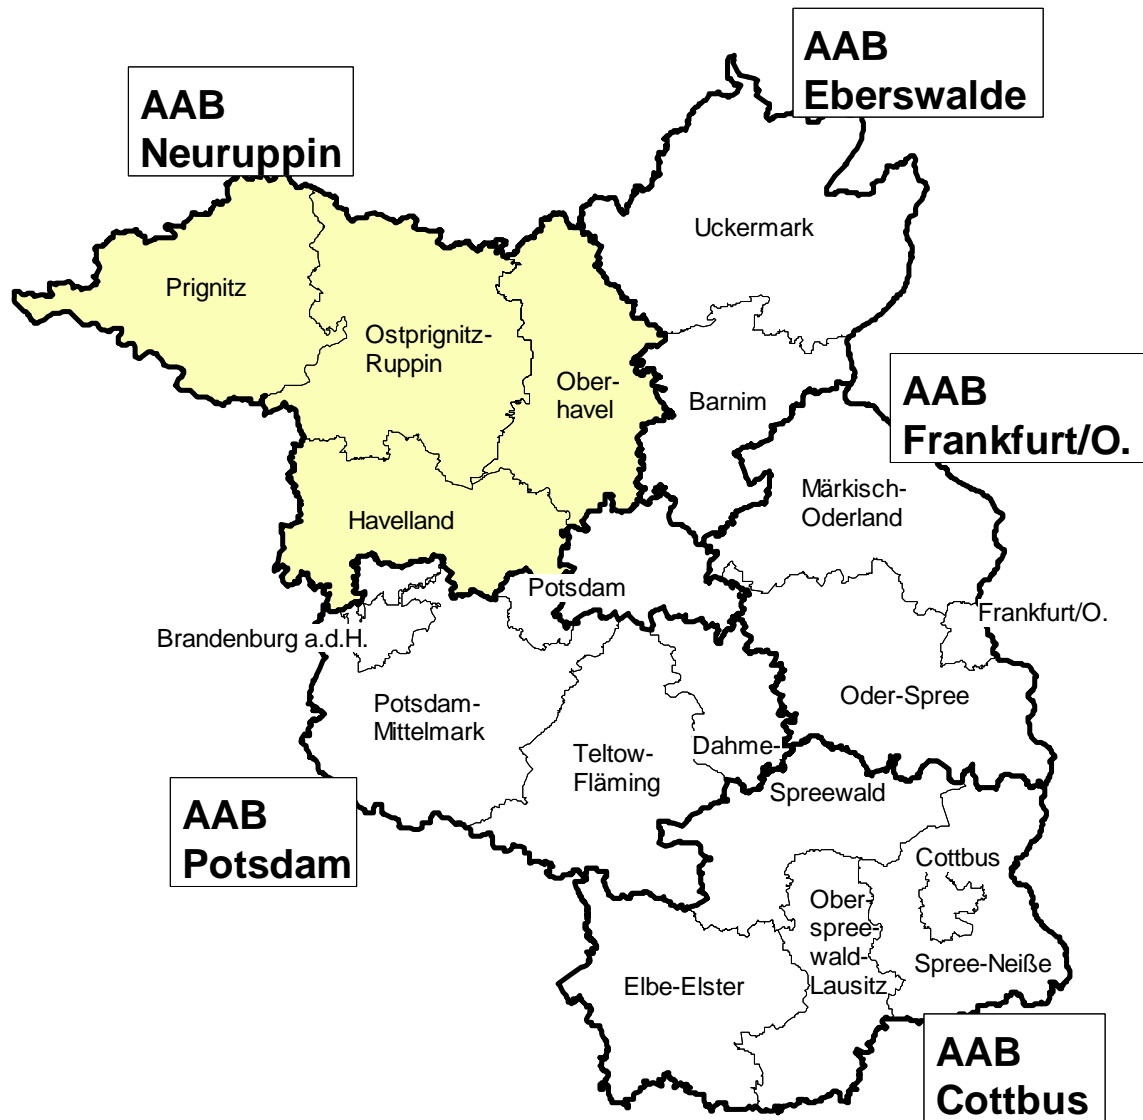 AAB
Eberswalde
AAB
Neuruppin
Uckermark
Prignitz
Ostprignitz-
Ruppin
Ober-
havel
Barnim
AAB
Frankfurt/O.
Märkisch-
Oderland
Havelland
Potsdam
Frankfurt/O.
Brandenburg a.d.H.
Potsdam-
Mittelmark
Oder-Spree
Teltow-
Fläming
Dahme-
Spreewald
AAB
Potsdam
Cottbus
Ober-
spree-
wald-
Lausitz
Spree-Neiße
Elbe-Elster
AAB
Cottbus